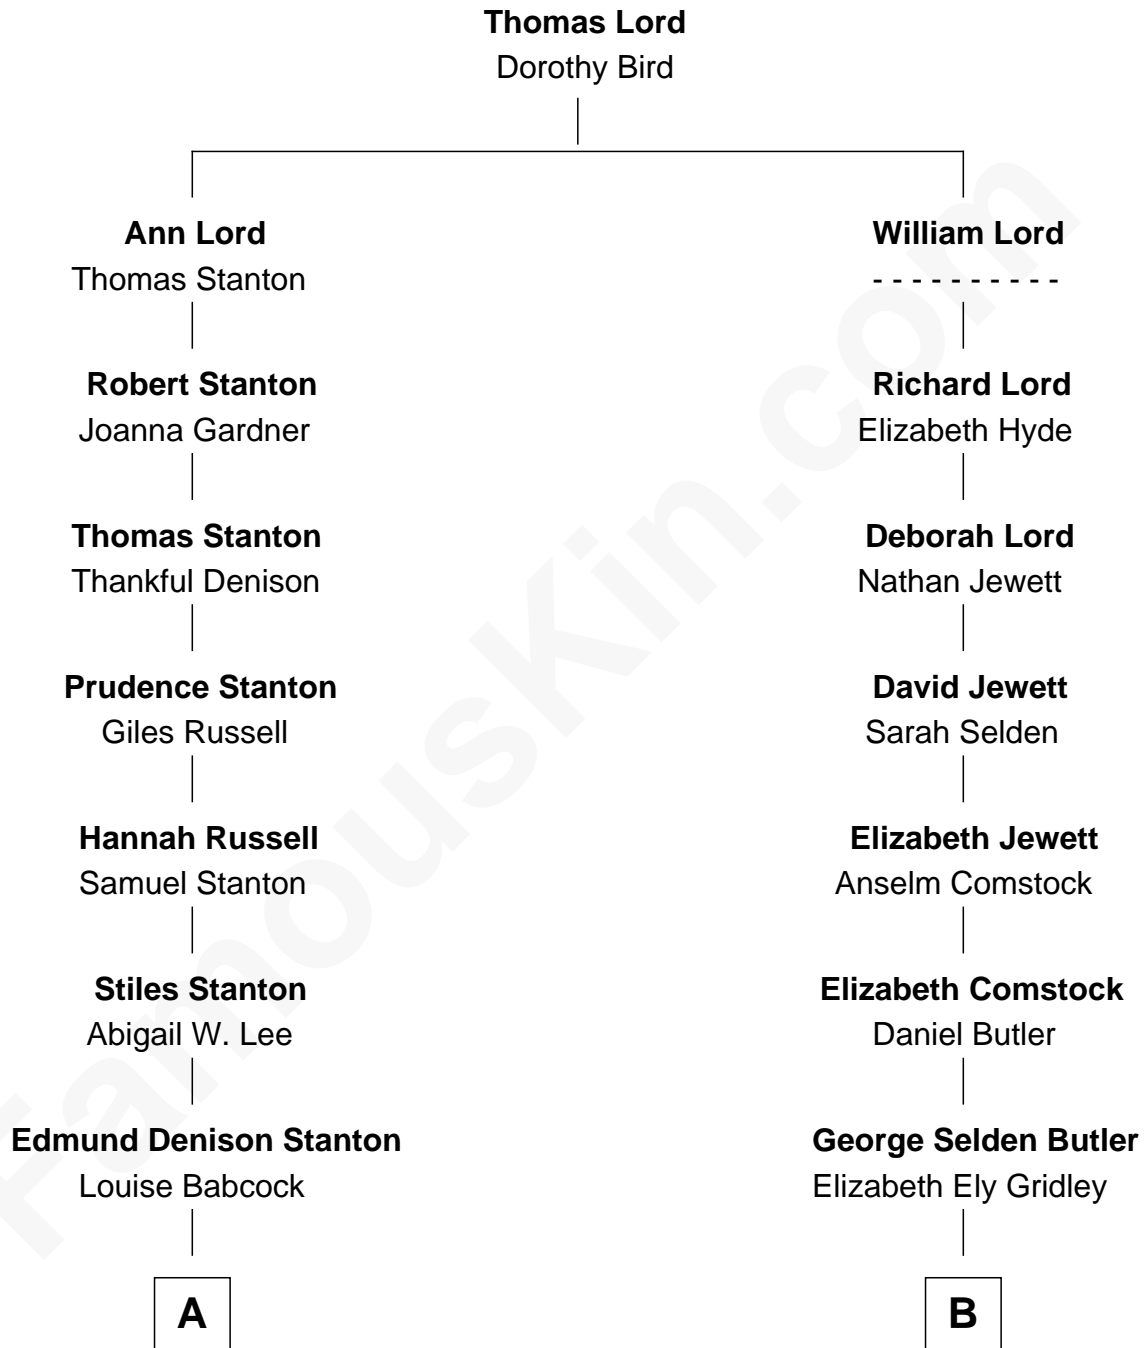 Thomas Lord
Dorothy Bird
Ann Lord
Thomas Stanton
William Lord
- - - - - - - - - -
Robert Stanton
Joanna Gardner
Richard Lord
Elizabeth Hyde
Thomas Stanton
Thankful Denison
Deborah Lord
Nathan Jewett
Prudence Stanton
Giles Russell
David Jewett
Sarah Selden
Hannah Russell
Samuel Stanton
Elizabeth Jewett
Anselm Comstock
Stiles Stanton
Abigail W. Lee
Elizabeth Comstock
Daniel Butler
Edmund Denison Stanton
Louise Babcock
George Selden Butler
Elizabeth Ely Gridley
A
B
FamousKin.com